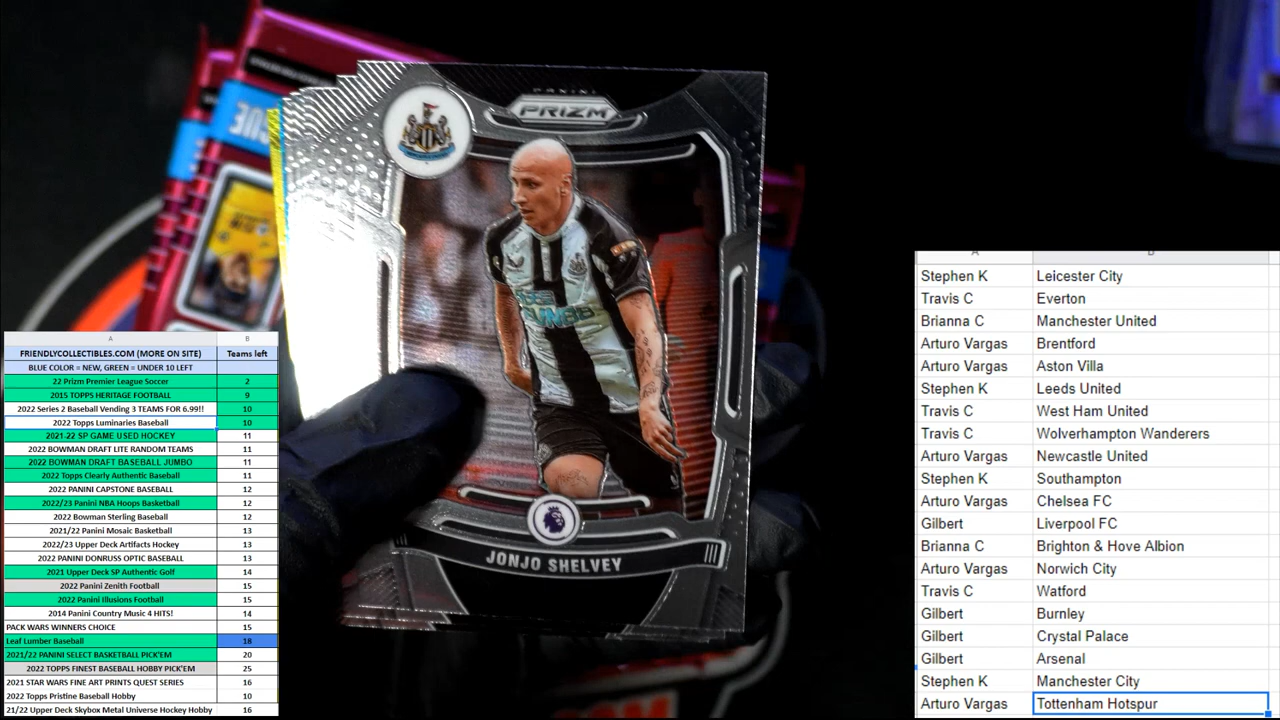 A B
FRIENDLYCOLLECTIBLES.COM (MORE ON SITE) Teams left
BLUE COLOR = NEW, GREEN = UNDER 10 LEFT
22 Prizm Premier League Soccer 2
2015 TOPPS HERITAGE FOOTBALL 9
2022 Series 2 Baseball Vending 3 TEAMS FOR 6.99!! 10
2022 Topps Luminaries Baseball 10
2021-22 SP GAME USED HOCKEY 11
2022 BOWMAN DRAFT LITE RANDOM TEAMS 11
2022 BOWMAN DRAFT BASEBALL JUMBO 11
2022 Topps Clearly Authentic Baseball 11
2022 PANINI CAPSTONE BASEBALL 12
2022/23 Panini NBA Hoops Basketball 12
2022 Bowman Sterling Baseball 12
2021/22 Panini Mosaic Basketball 13
2022/23 Upper Deck Artifacts Hockey 13
2022 PANINI DONRUSS OPTIC BASEBALL 13
2021 Upper Deck SP Authentic Golf 14
2022 Panini Zenith Football 15
2022 Panini Illusions Football 15
2014 Panini Country Music 4 HITS! 14
PACK WARS WINNERS CHOICE 15
Leaf Lumber Baseball 18
2021/22 PANINI SELECT BASKETBALL PICK'EM 20
2022 TOPPS FINEST BASEBALL HOBBY PICK'EM 25
2021 STAR WARS FINE ART PRINTS QUEST SERIES 16
2022 Topps Pristine Baseball Hobby 10
21/22 Upper Deck Skybox Metal Universe Hockey Hobby 16
PANINI
PRIZM
JONJO SHELVEY
Stephen K Leicester City
Travis C Everton
Brianna C Manchester United
Arturo Vargas Brentford
Arturo Vargas Aston Villa
Stephen K Leeds United
Travis C West Ham United
Travis C Wolverhampton Wanderers
Arturo Vargas Newcastle United
Stephen K Southampton
Arturo Vargas Chelsea FC
Gilbert Liverpool FC
Brianna C Brighton & Hove Albion
Arturo Vargas Norwich City
Travis C Watford
Gilbert Burnley
Gilbert Crystal Palace
Gilbert Arsenal
Stephen K Manchester City
Arturo Vargas Tottenham Hotspur